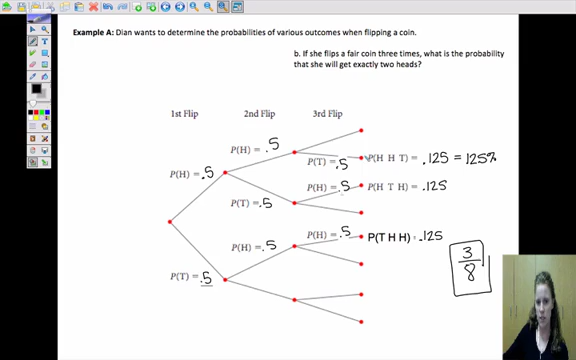 Example A: Dian wants to determine the probabilities of various outcomes when flipping a coin.
b. If she flips a fair coin three times, what is the probability
that she will get exactly two heads?
1st Flip 2nd Flip 3rd Flip
P(H) = .5
P(T) = .5
P(H H T) = .125 = 125%
P(H) = .5
P(H) = .5
P(H T H) = .125
P(T) = .5
P(H) = .5
P(T H H) = .125
P(H) = .5
3
8
P(T) = .5